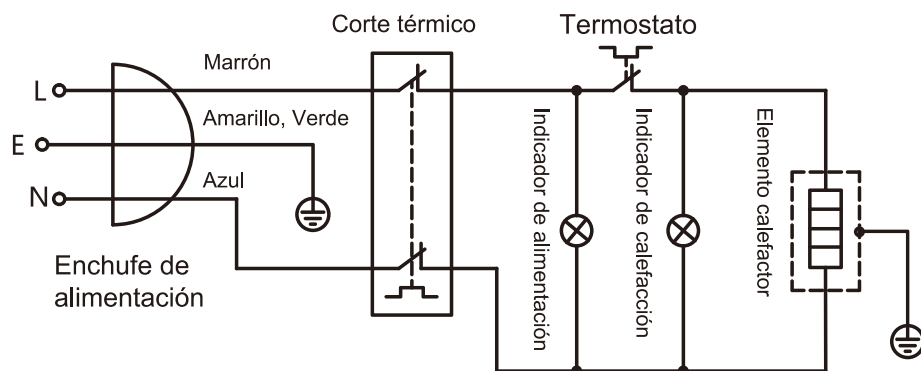 Corte térmico
Termostato
Marrón
L
Amarillo, Verde
E
Azul
N
Enchufe de
alimentación
Indicador de alimentación
Indicador de calefacción
Elemento calefactor